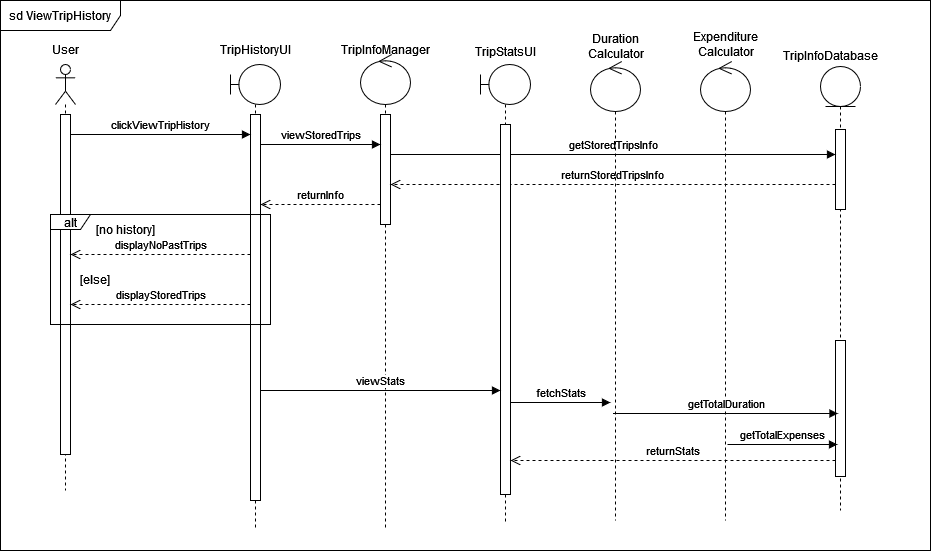 sd ViewTripHistory
User
TripHistoryUI
TripInfoManager
TripStatsUI
Duration
Calculator
Expenditure
Calculator
TripInfoDatabase
clickViewTripHistory
viewStoredTrips
getStoredTripsInfo
returnStoredTripsInfo
returnInfo
alt
[no history]
displayNoPastTrips
[else]
displayStoredTrips
viewStats
fetchStats
getTotalDuration
getTotalExpenses
returnStats